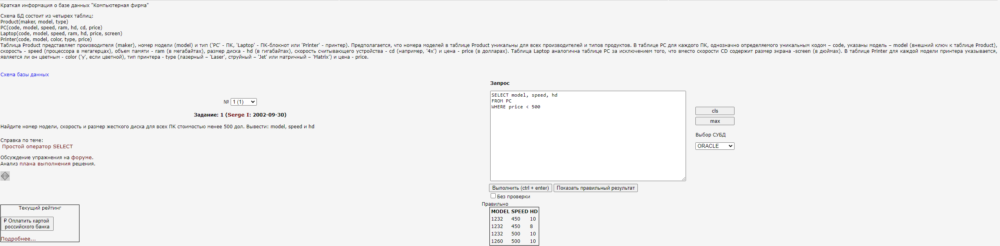 Краткая информация о базе данных "Компьютерная фирма"
Схема БД состоит из четырех таблиц:
Product(maker, model, type)
PC(code, model, speed, ram, hd, cd, price)
Laptop(code, model, speed, ram, hd, price, screen)
Printer(code, model, color, type, price)
Таблица Product представляет производителя (maker), номер модели (model) и тип ('PC' - ПК, 'Laptop' - ПК-блокнот или 'Printer' - принтер). Предполагается, что номера моделей в таблице Product уникальны для всех производителей и типов продуктов. В таблице PC для каждого ПК, однозначно определяемого уникальным кодом – code, указаны модель – model (внешний ключ к таблице Product),
скорость - speed (процессора в мегагерцах), объем памяти - ram (в мегабайтах), размер диска - hd (в гигабайтах), скорость считывающего устройства - cd (например, '4x') и цена - price (в долларах). Таблица Laptop аналогична таблице РС за исключением того, что вместо скорости CD содержит размер экрана -screen (в дюймах). В таблице Printer для каждой модели принтера указывается,
является ли он цветным - color ('y', если цветной), тип принтера - type (лазерный – 'Laser', струйный – 'Jet' или матричный – 'Matrix') и цена - price.
Схема базы данных
№ 1 (1)
Задание: 1 (Serge I: 2002-09-30)
Найдите номер модели, скорость и размер жесткого диска для всех ПК стоимостью менее 500 дол. Вывести: model, speed и hd
Справка по теме:
Простой оператор SELECT
Обсуждение упражнения на форуме.
Анализ плана выполнения решения.
Текущий рейтинг
₽ Оплатить картой
российского банка
Подробнее...
Запрос
SELECT model, speed, hd
FROM PC
WHERE price < 500
cls
max
Выбор СУБД
ORACLE
Выполнить (ctrl + enter) Показать правильный результат
Без проверки
Правильно
MODEL SPEED HD
1232 450 10
1232 450 8
1232 500 10
1260 500 10